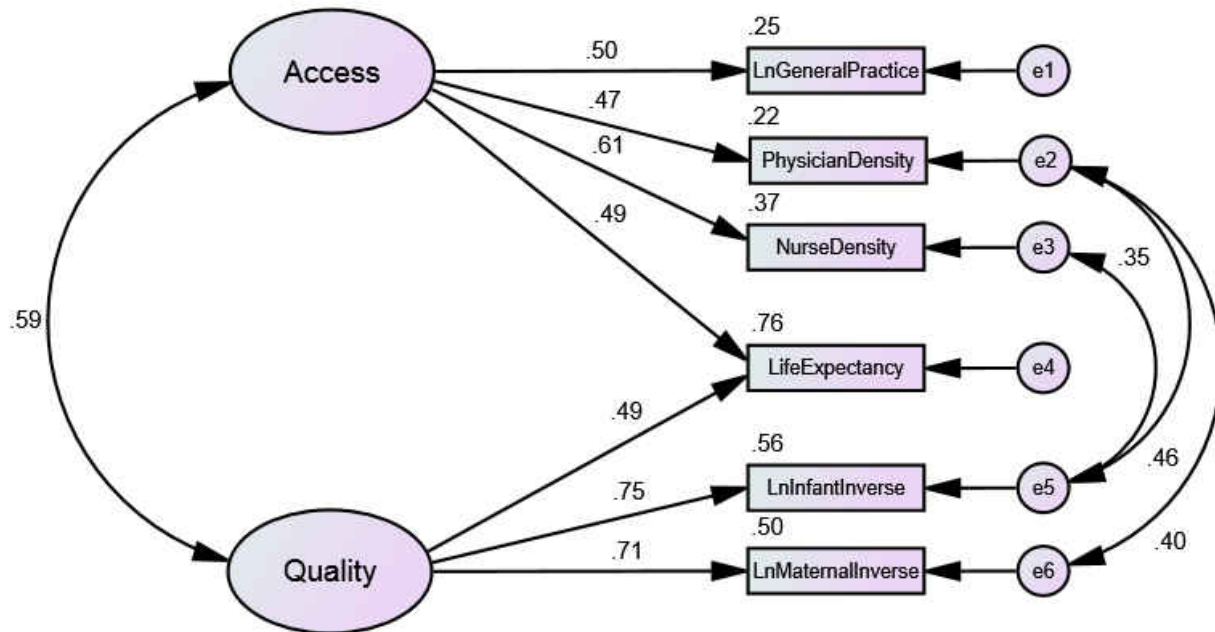 .25
.50
Access
LnGeneralPractice
e1
.47
.22
.61
PhysicianDensity
e2
.37
.49
NurseDensity
e3
.35
.59
.76
LifeExpectancy
e4
.49
.56
.46
.75
LnInfantInverse
e5
.50
.71
.40
Quality
LnMaternalInverse
e6